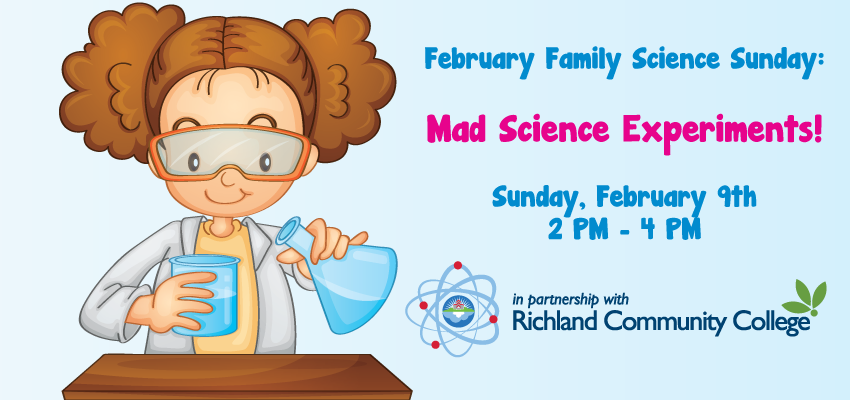 February Family Science Sunday:
Mad Science Experiments!
Sunday, February 9th
2 PM - 4 PM
in partnership with
Richland Community College